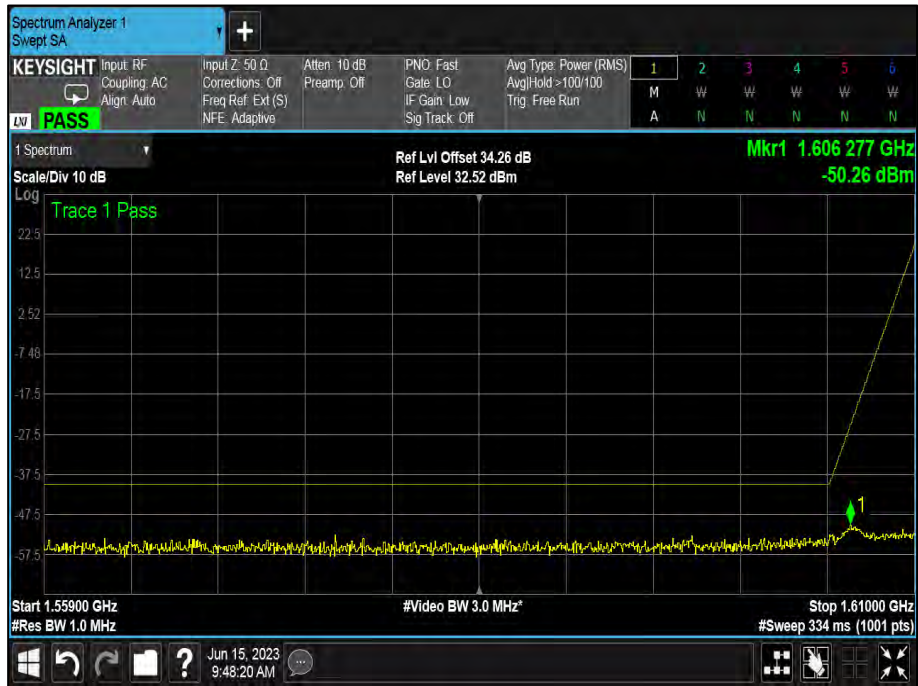 Spectrum Analyzer 1
Swept SA
+
KEYSIGHT
Input: RF
Coupling: AC
Align: Auto
Input Z: 50 Ω
Corrections: Off
Freq Ref: Ext (S)
NFE: Adaptive
Atten: 10 dB
Preamp: Off
PNO: Fast
Gate: LO
IF Gain: Low
Sig Track: Off
Avg Type: Power (RMS)
Avg|Hold >100/100
Trig: Free Run
1 2 3 4 5 6
M W W W W W
A N N N N N
LXI PASS
1 Spectrum
Scale/Div 10 dB
Ref Lvl Offset 34.26 dB
Ref Level 32.52 dBm
Mkr1 1.606 277 GHz
-50.26 dBm
Log
Trace 1 Pass
22.5
12.5
2.52
-7.48
-17.5
-27.5
-37.5
-47.5
-57.5
1
Start 1.55900 GHz
#Res BW 1.0 MHz
#Video BW 3.0 MHz*
Stop 1.61000 GHz
#Sweep 334 ms (1001 pts)
?
Jun 15, 2023
9:48:20 AM